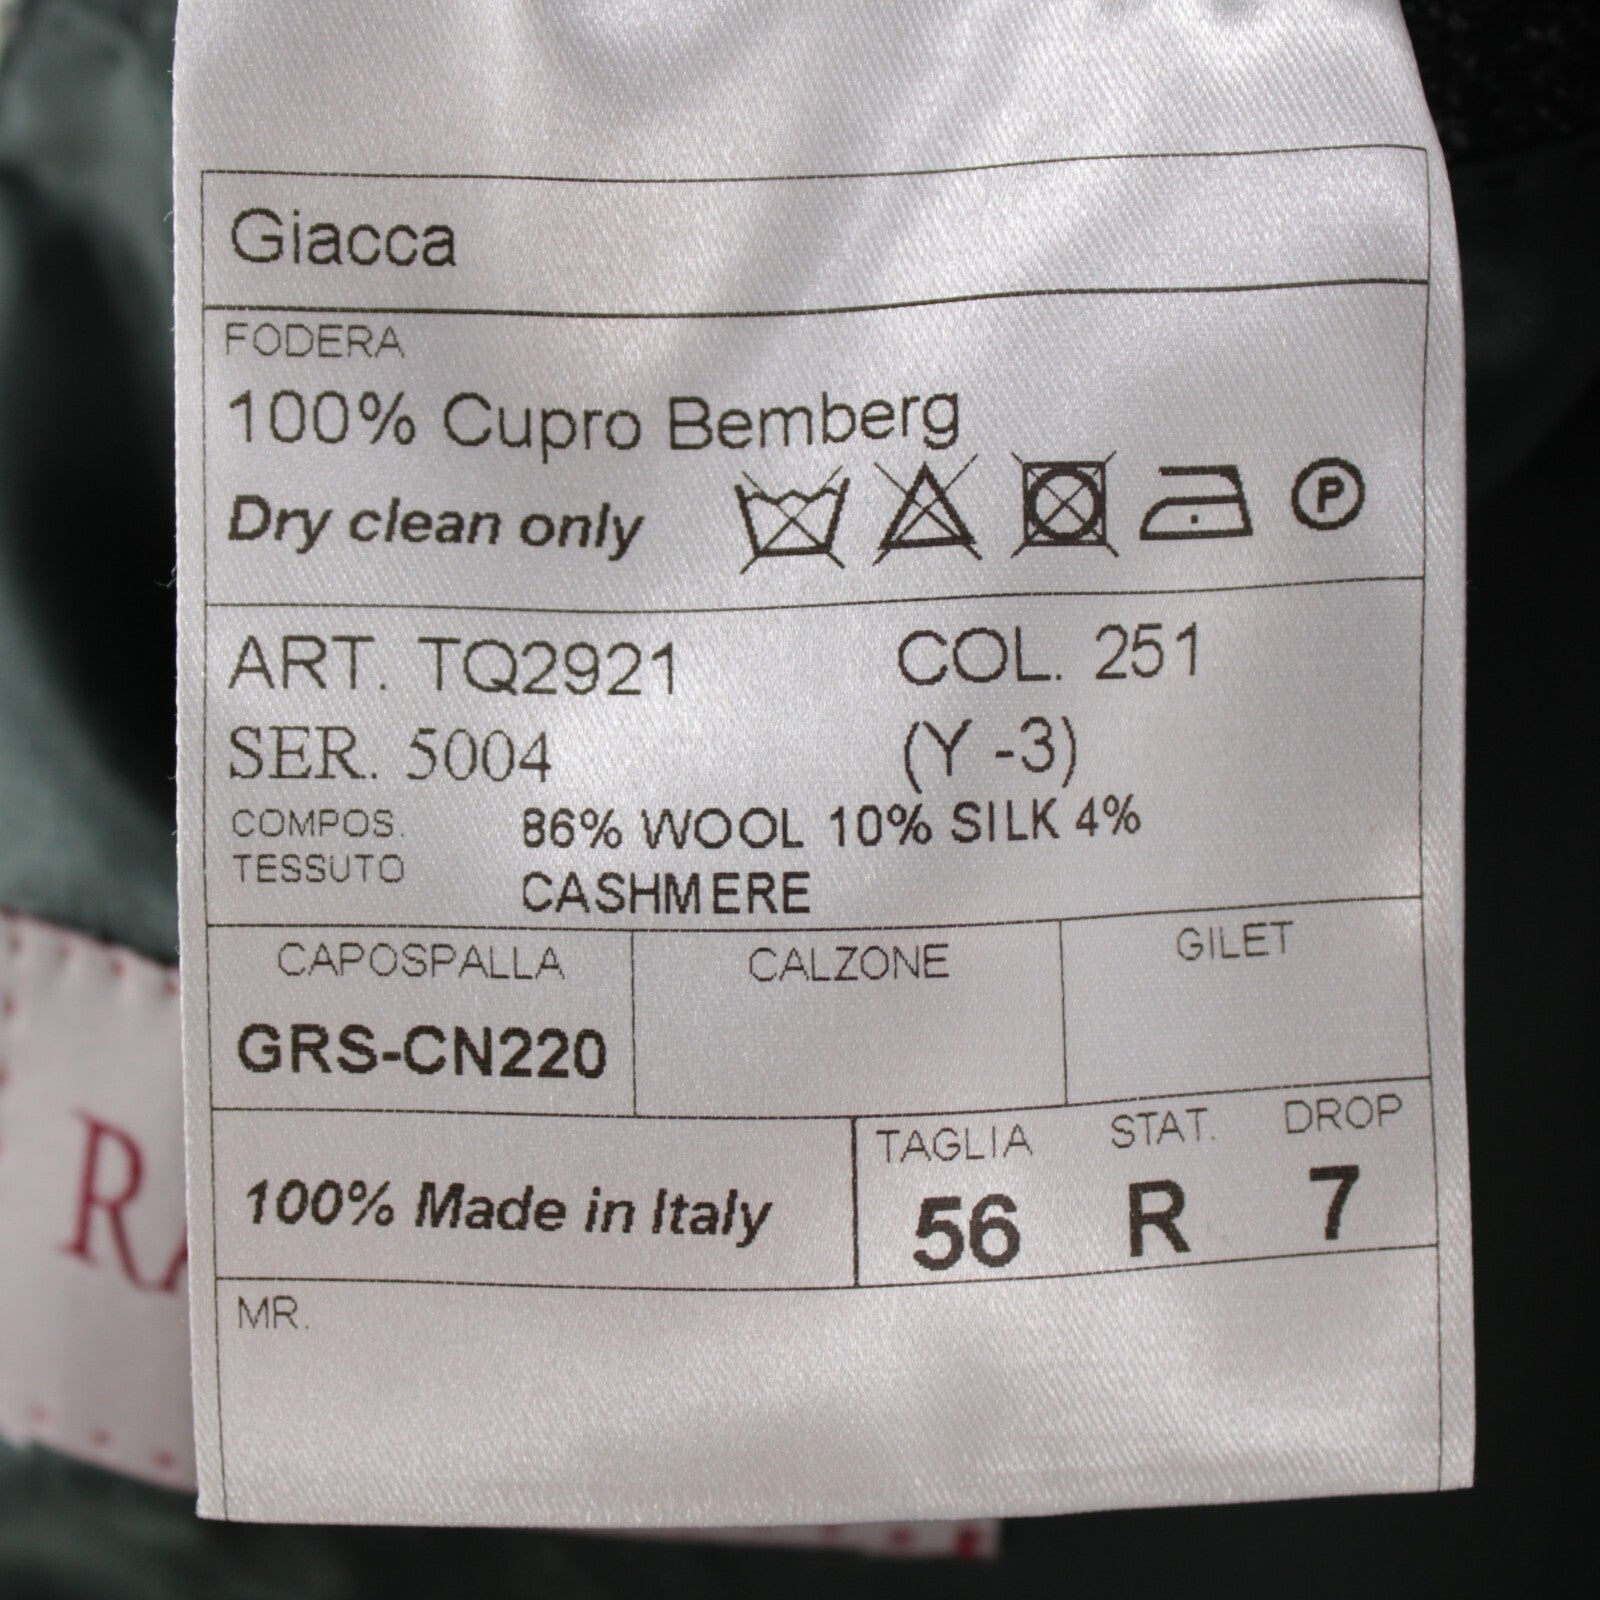 Giacca
FODERA
100% Cupro Bemberg
Dry clean only P
ART. TQ2921 COL. 251
SER. 5004 (Y -3)
COMPOS. TESSUTO 86% WOOL 10% SILK 4%
CASHMERE
CAPOSPALLA CALZONE GILET
GRS-CN220
TAGLIA STAT. DROP
100% Made in Italy 56 R 7
MR.